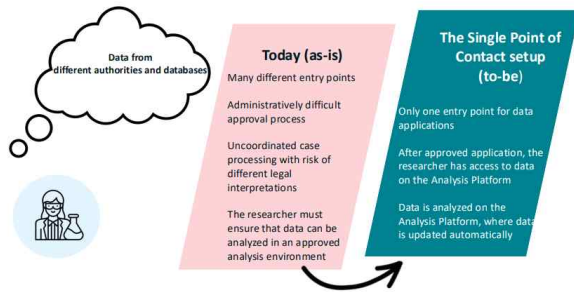 Data from
different authorities and databases
Today (as-is)
Many different entry points
Administratively difficult
approval process
Uncoordinated case
processing with risk of
different legal
interpretations
The researcher must
ensure that data can be
analyzed in an approved
analysis environment
The Single Point of
Contact setup
(to-be)
Only one entry point for data
applications
After approved application, the
researcher has access to data
on the Analysis Platform
Data is analyzed on the
Analysis Platform, where data
is updated automatically